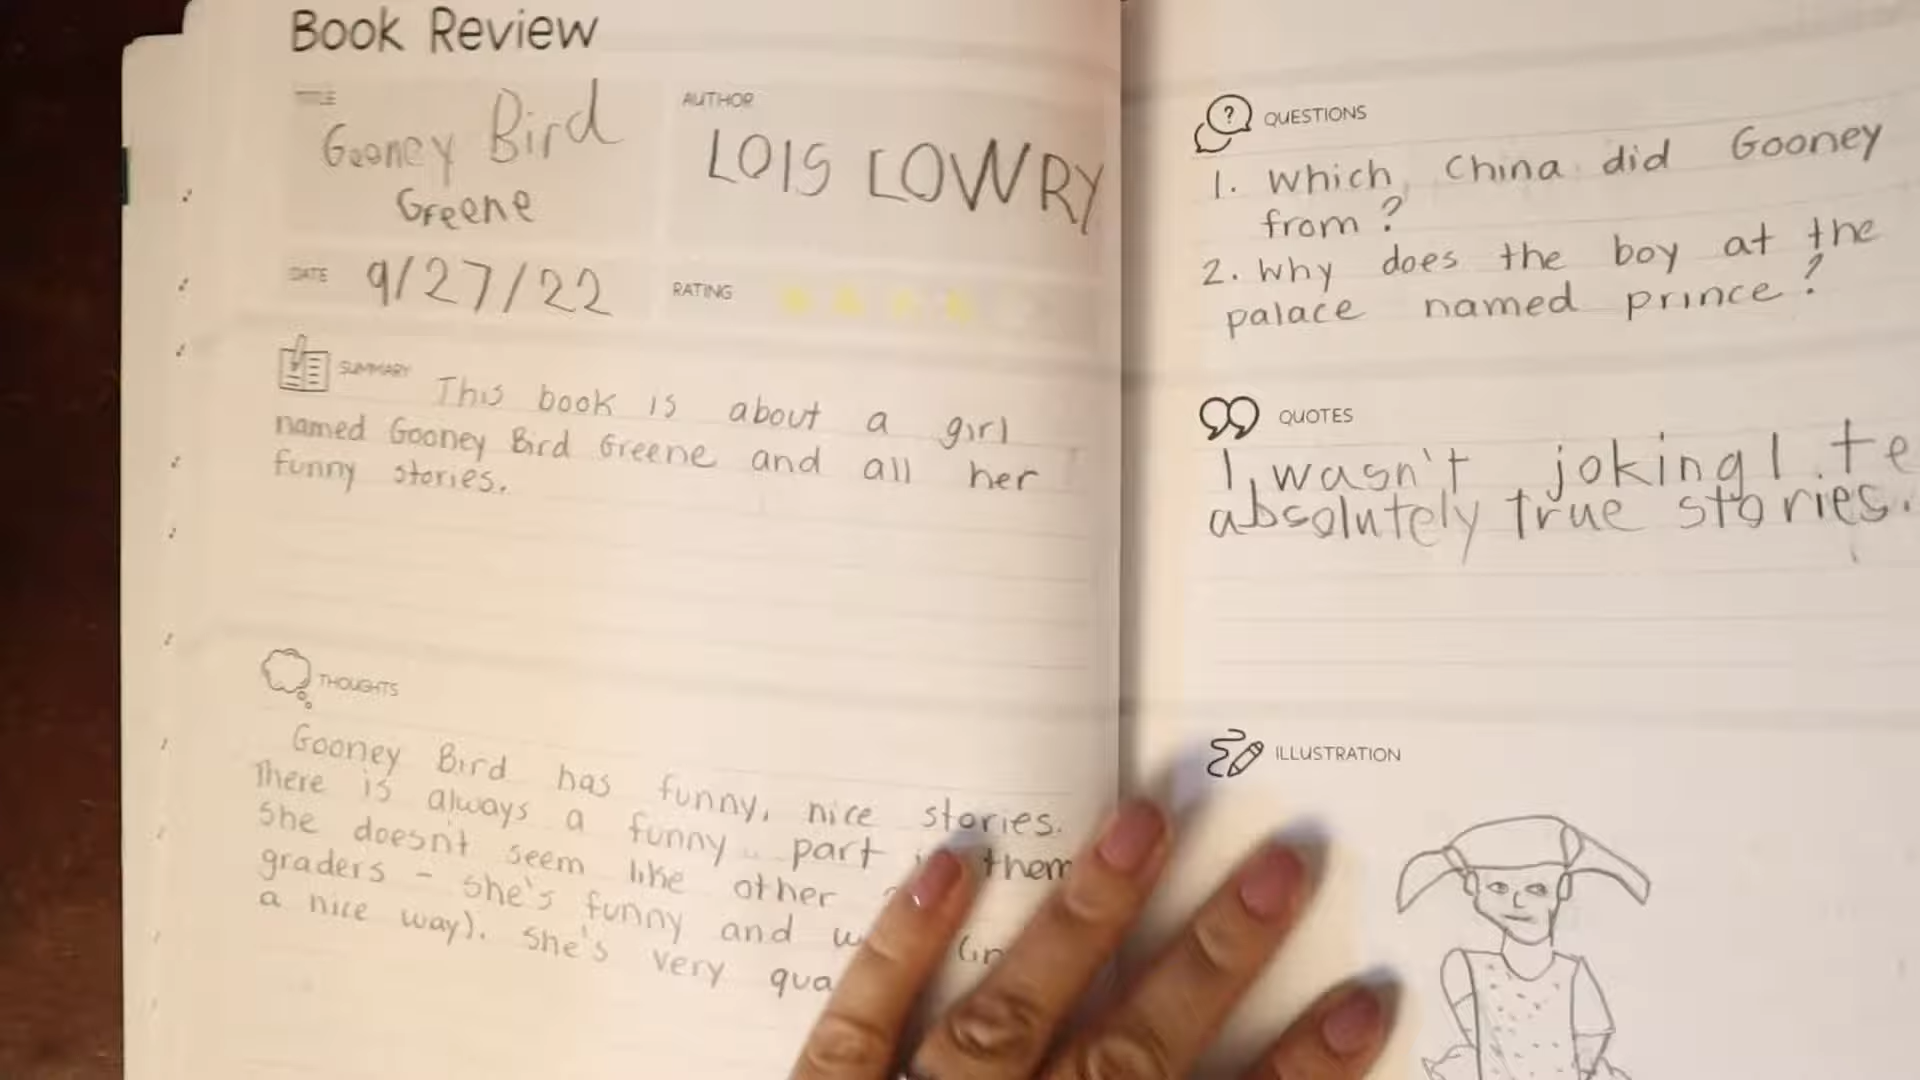 Book Review
TITLE
Gooney Bird
Greene
AUTHOR
LOIS LOWRY
DATE 9/27/22
RATING
SUMMARY
This book is about a girl
named Gooney Bird Greene and all her
funny stories.
THOUGHTS
Gooney Bird has funny, nice stories.
There is always a funny part them
She doesn't seem like other
graders - she's funny and
a nice way). She's very
QUESTIONS
1. Which China did Gooney
from?
2. Why does the boy at the
palace named prince?
QUOTES
I wasn't joking I
absolutely true stories.
ILLUSTRATION